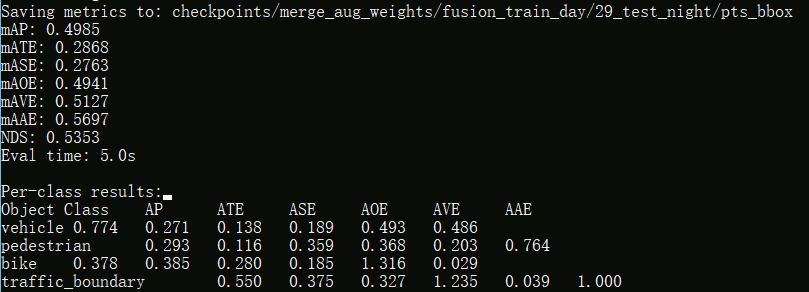 Saving metrics to: checkpoints/merge_aug_weights/fusion_train_day/29_test_night/pts_bbox
mAP: 0.4985
mATE: 0.2868
mASE: 0.2763
mAOE: 0.4941
mAVE: 0.5127
mAAE: 0.5697
NDS: 0.5353
Eval time: 5.0s
Per-class results:
Object Class AP ATE ASE AOE AVE AAE
vehicle 0.774 0.271 0.138 0.189 0.493 0.486
pedestrian 0.293 0.116 0.359 0.368 0.203 0.764
bike 0.378 0.385 0.280 0.185 1.316 0.029
traffic_boundary 0.550 0.375 0.327 1.235 0.039 1.000